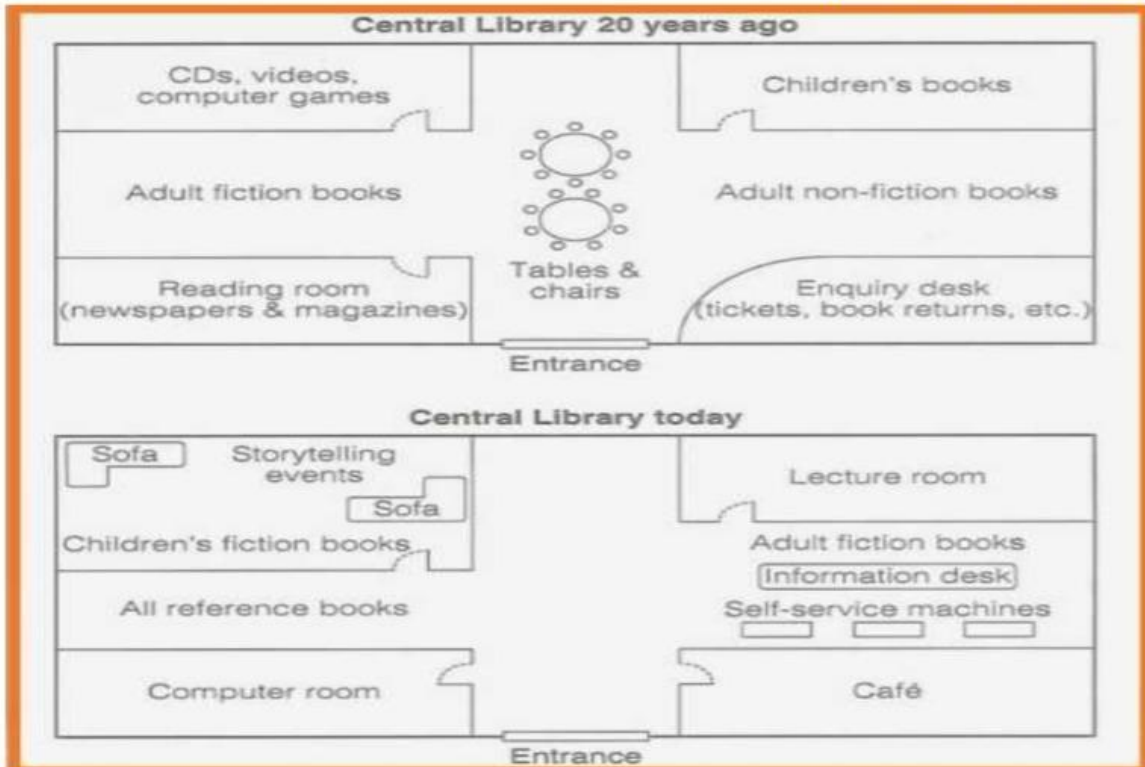 Central Library 20 years ago
CDs, videos,
computer games
Children's books
Adult fiction books
Adult non-fiction books
Tables &
chairs
Reading room
(newspapers & magazines)
Enquiry desk
(tickets, book returns, etc.)
Entrance
Central Library today
Sofa
Storytelling
events
Sofa
Children's fiction books
Lecture room
Adult fiction books
Information desk
All reference books
Self-service machines
Computer room
Café
Entrance